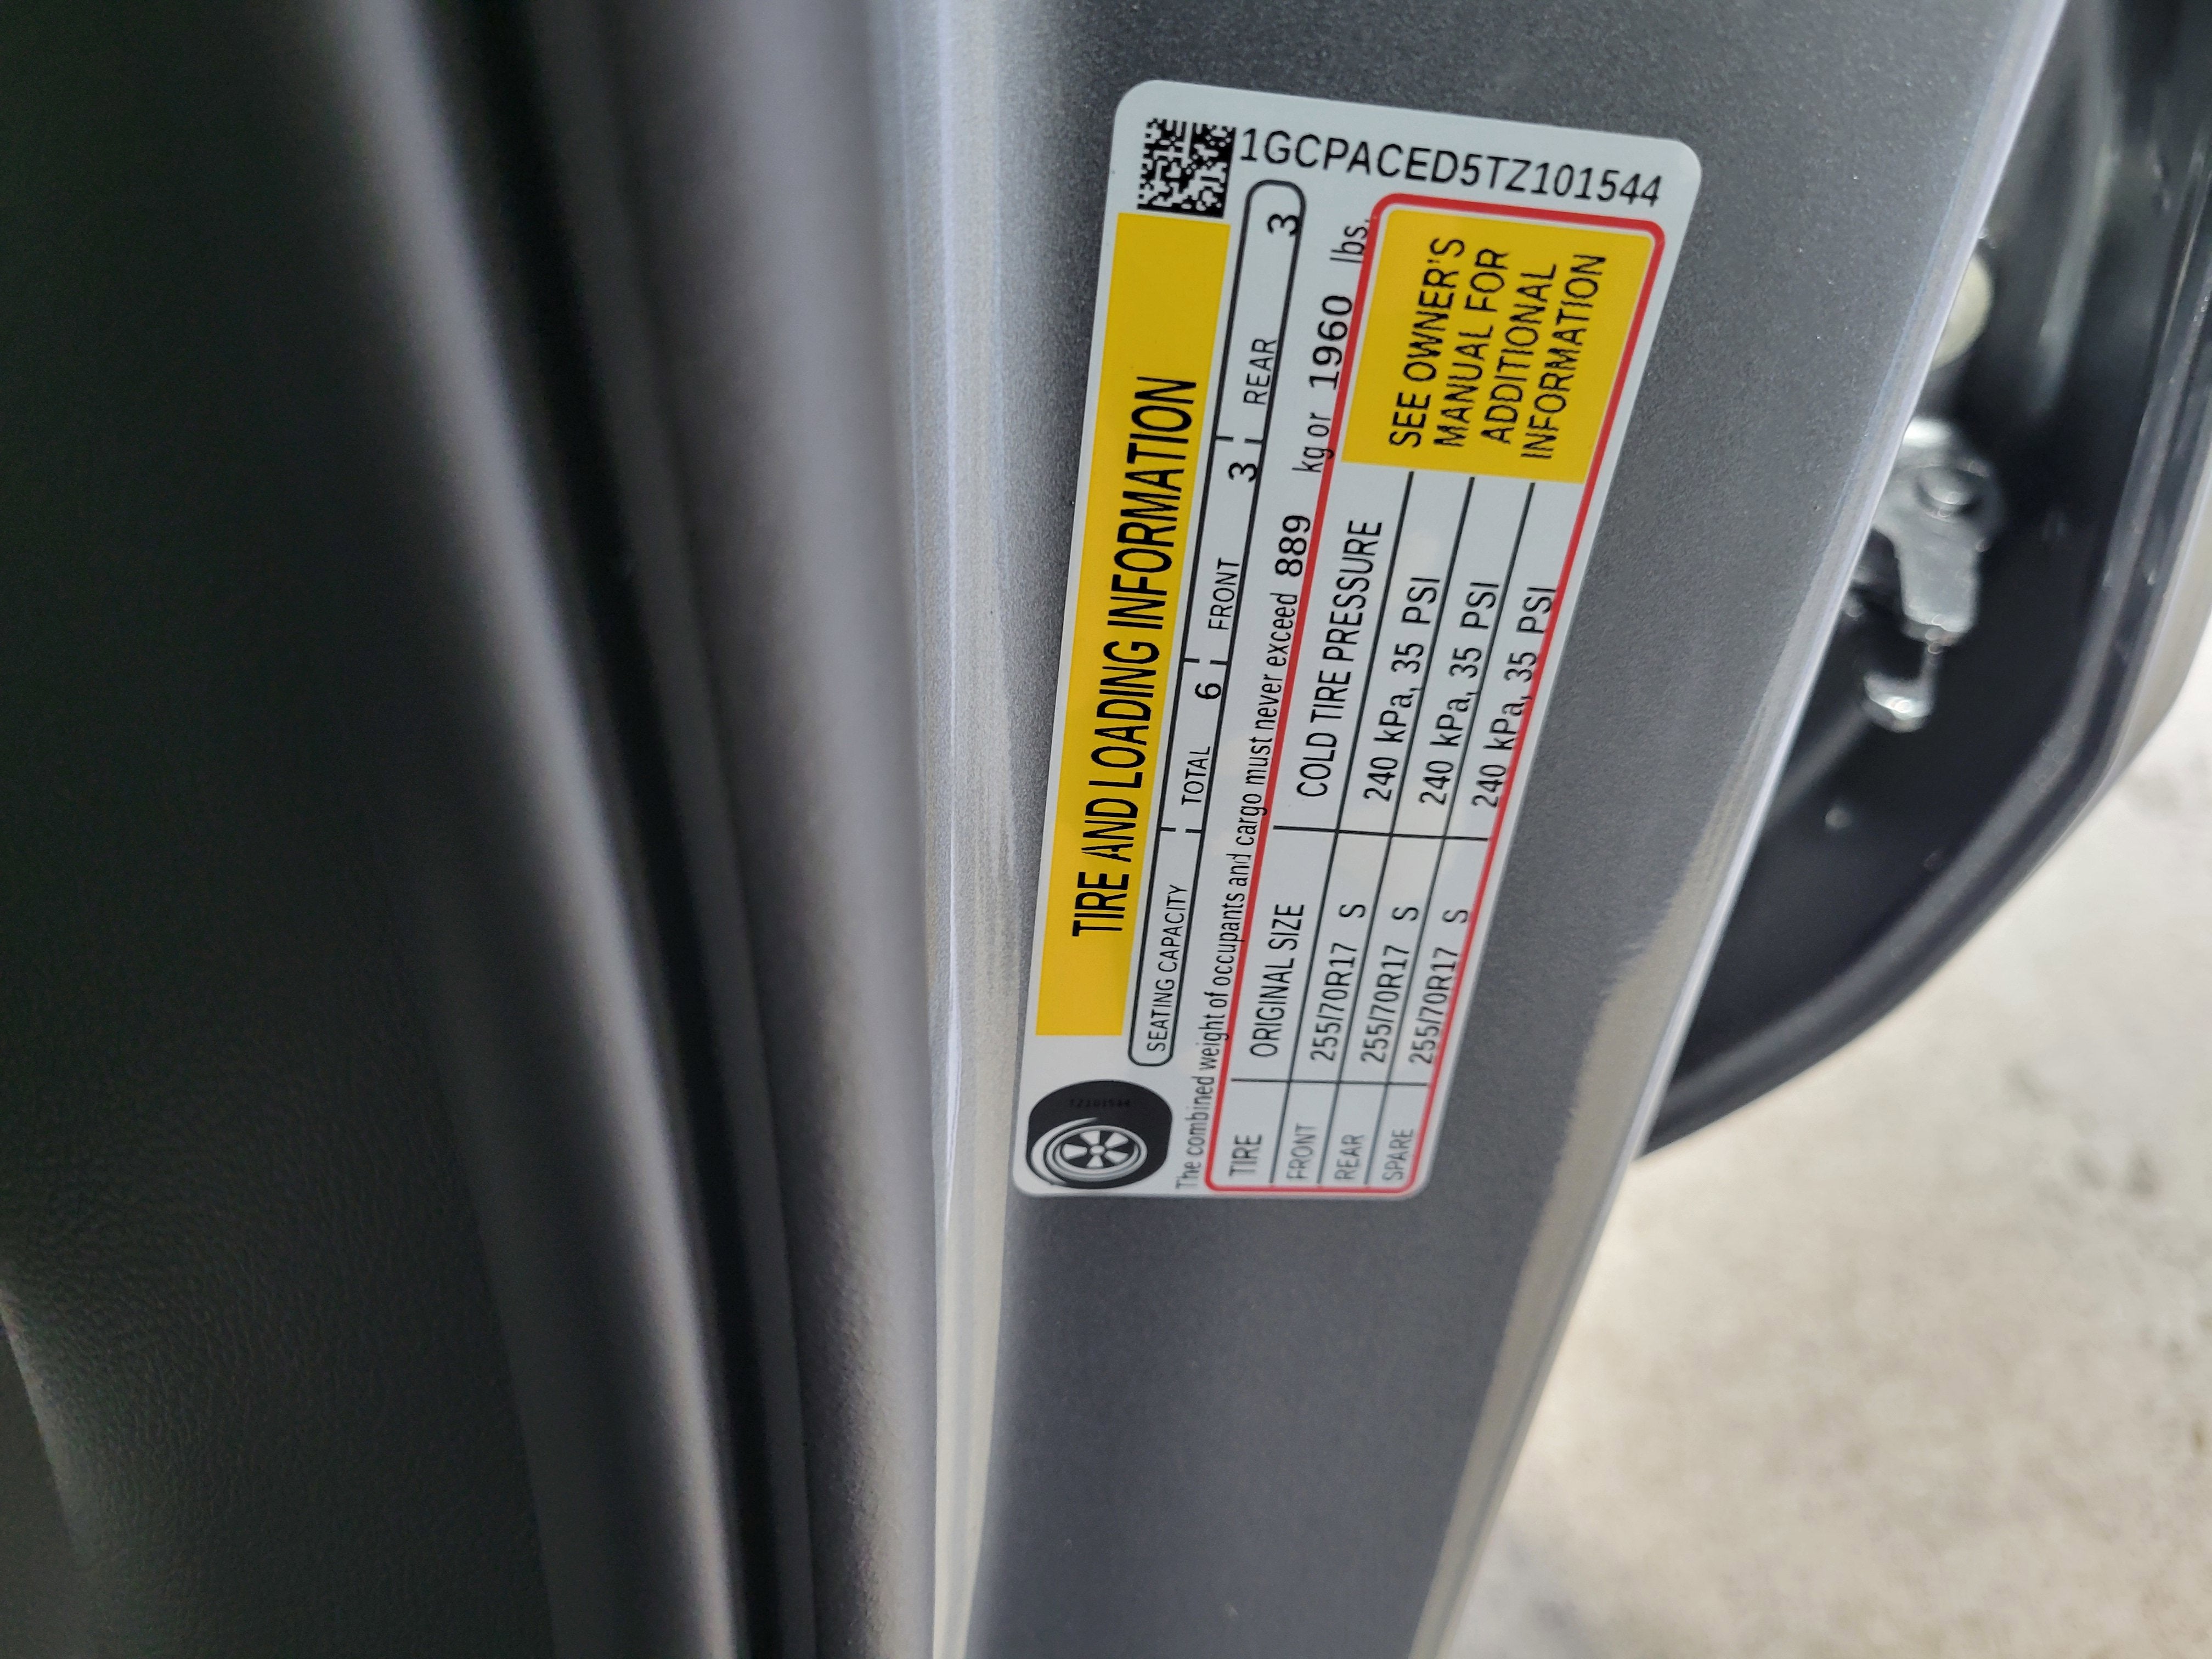 1GCPACED5TZ101544
TIRE AND LOADING INFORMATION
SEATING CAPACITY TOTAL 6 FRONT 3 REAR 3
The combined weight of occupants and cargo must never exceed 889 kg or 1960 lbs.
TIRE ORIGINAL SIZE COLD TIRE PRESSURE
FRONT 255/70R17 S 240 kPa, 35 PSI
REAR 255/70R17 S 240 kPa, 35 PSI
SPARE 255/70R17 S 240 kPa, 35 PSI
SEE OWNER'S
MANUAL FOR
ADDITIONAL
INFORMATION
TZ101544